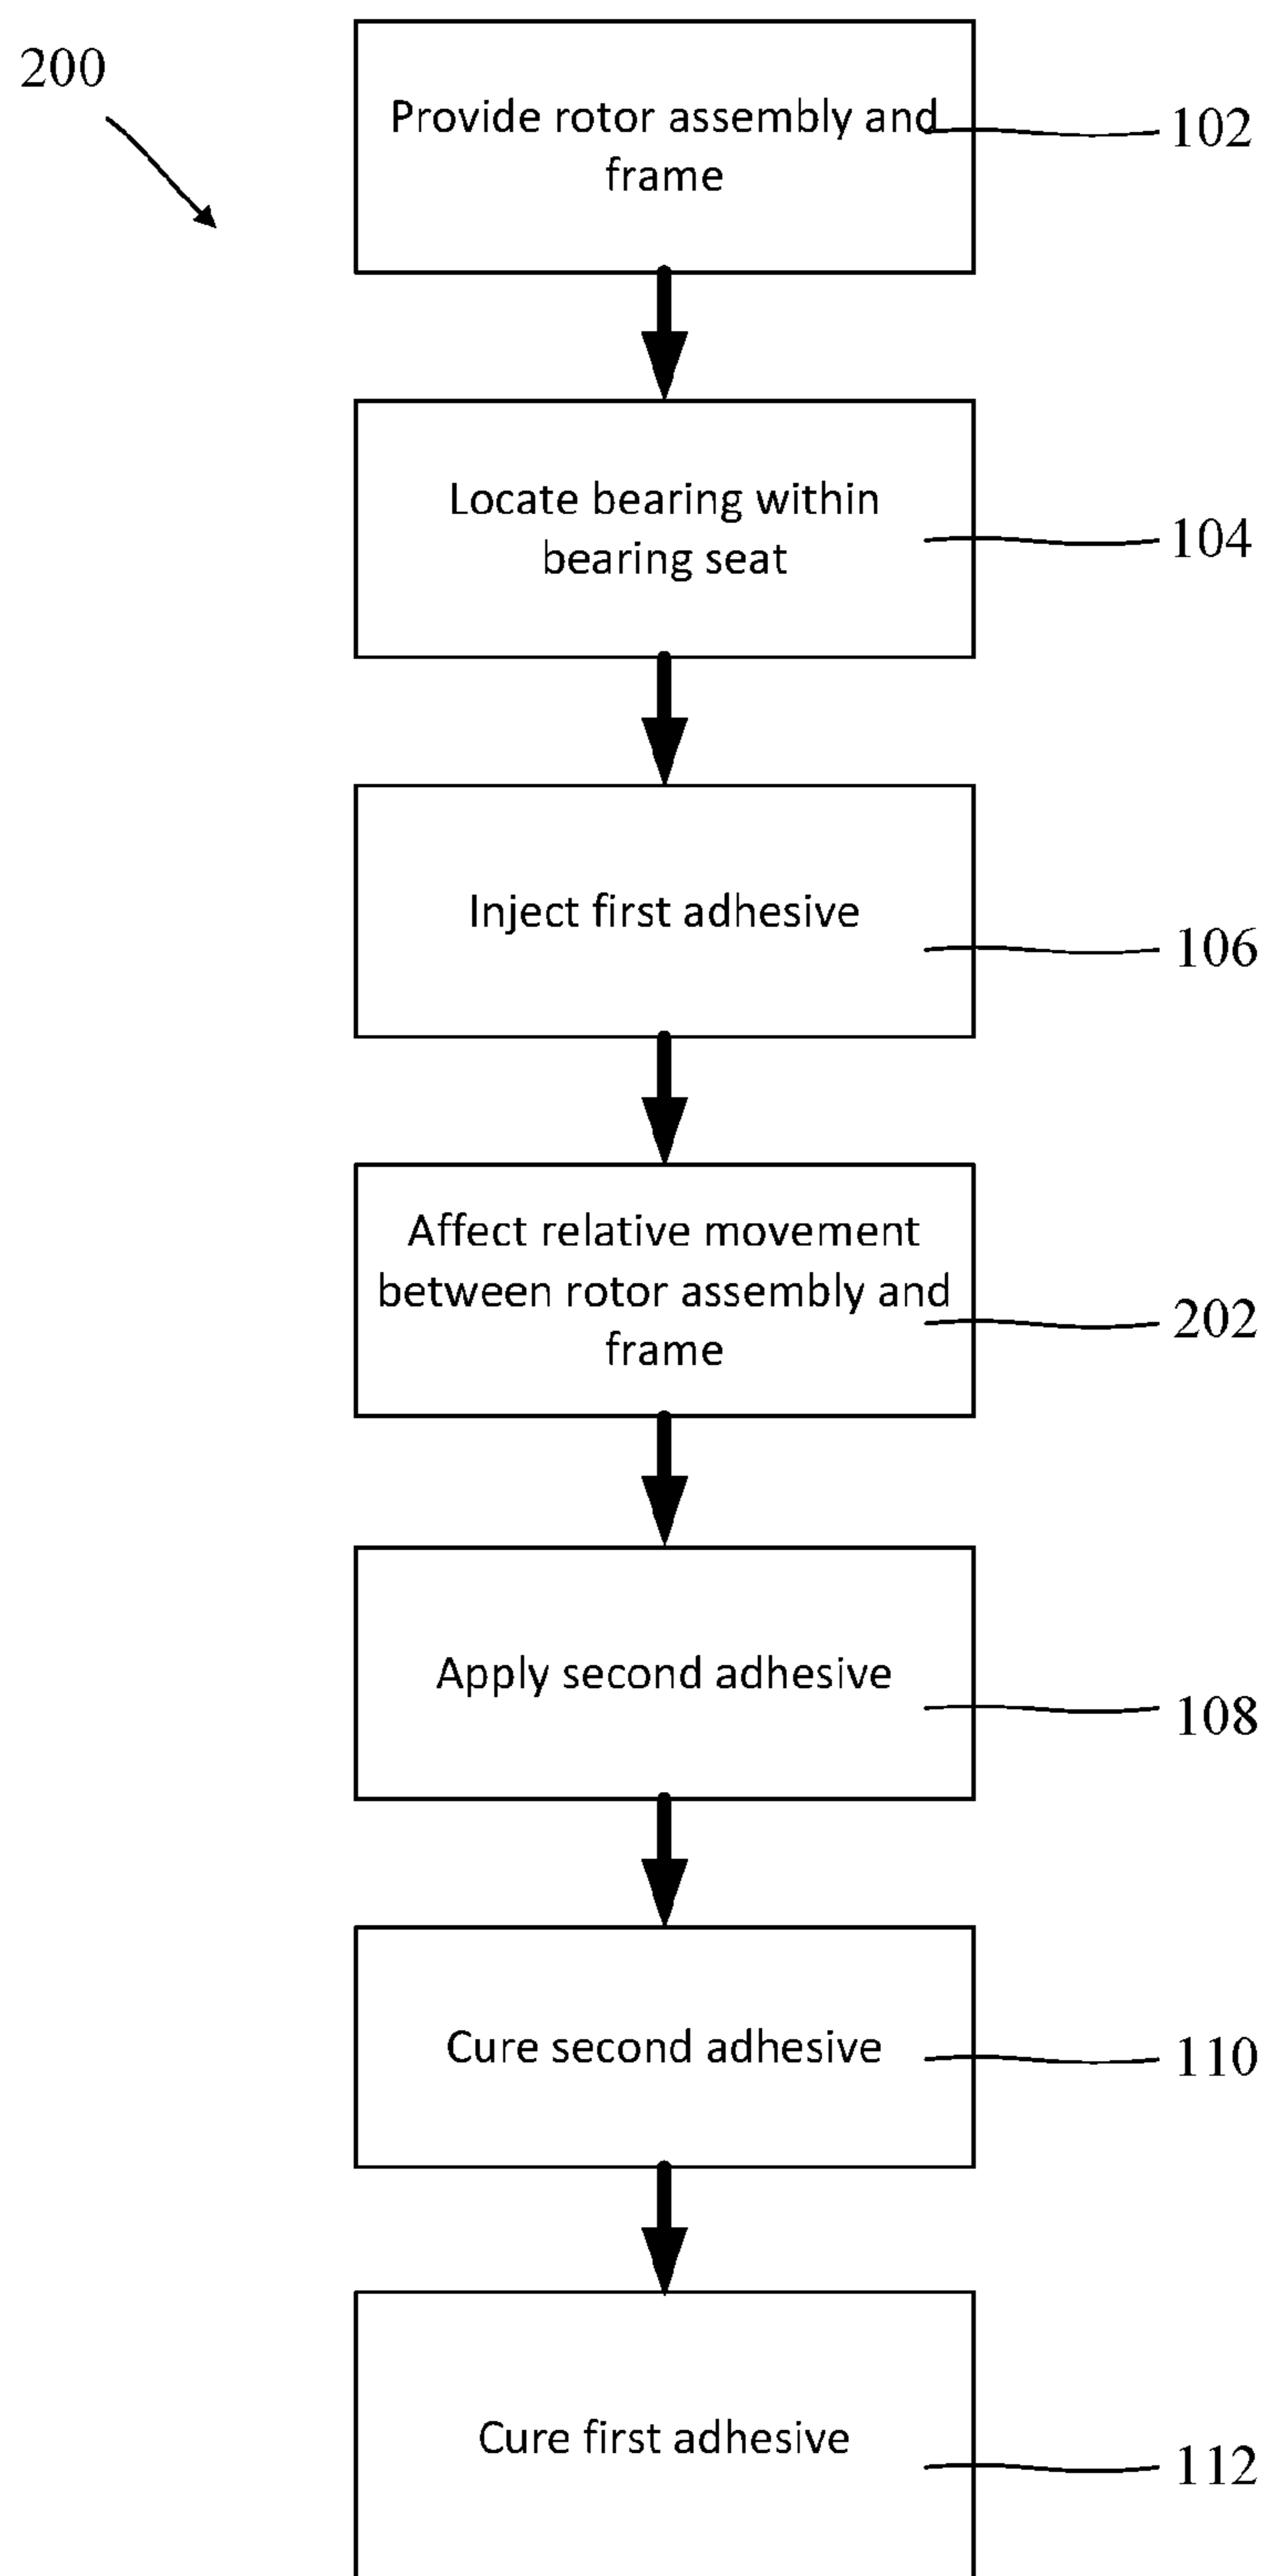 200
Provide rotor assembly and
frame
102
Locate bearing within
bearing seat
104
Inject first adhesive
106
Affect relative movement
between rotor assembly and
frame
202
Apply second adhesive
108
Cure second adhesive
110
Cure first adhesive
112